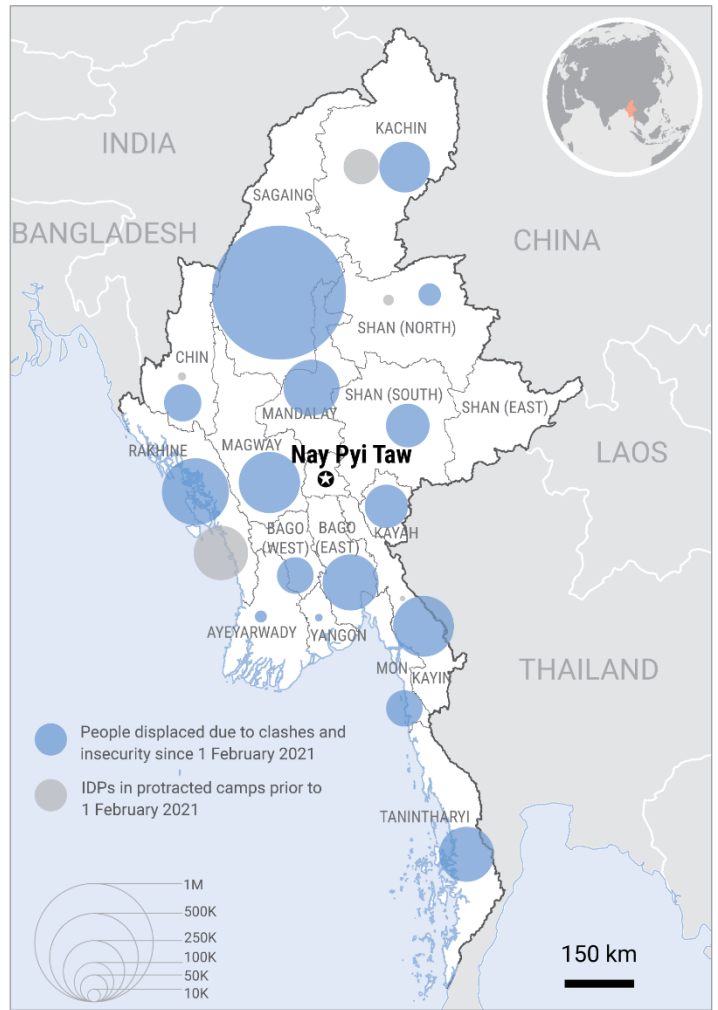 KACHIN
INDIA
SAGAING
BANGLADESH
CHINA
SHAN (NORTH)
CHIN
SHAN (SOUTH)
SHAN (EAST)
MANDALAY
RAKHINE
MAGWAY
Nay Pyi Taw
LAOS
BAGO
(WEST)
BAGO
(EAST)
KAYAH
AYEYARWADY
YANGON
MON
KAYIN
THAILAND
People displaced due to clashes and
insecurity since 1 February 2021
IDPs in protracted camps prior to
1 February 2021
TANINTHARYI
1M
500K
250K
100K
50K
10K
150 km